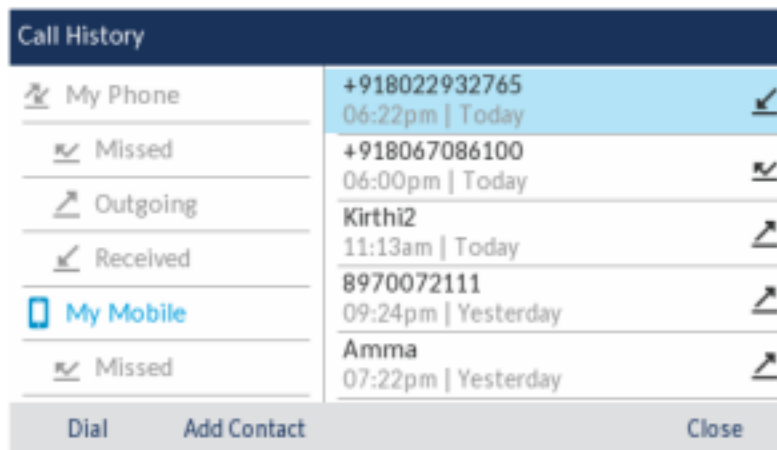 Call History
My Phone
Missed
Outgoing
Received
My Mobile
Missed
+918022932765
06:22pm | Today
+918067086100
06:00pm | Today
Kirthi2
11:13am | Today
8970072111
09:24pm | Yesterday
Amma
07:22pm | Yesterday
Dial Add Contact Close